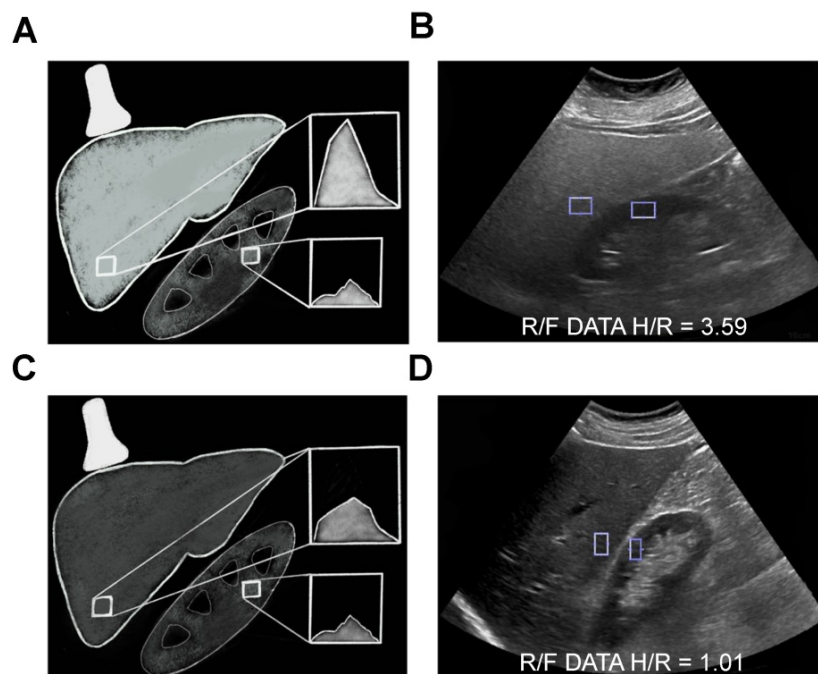 A
B
R/F DATA H/R = 3.59
C
D
R/F DATA H/R = 1.01